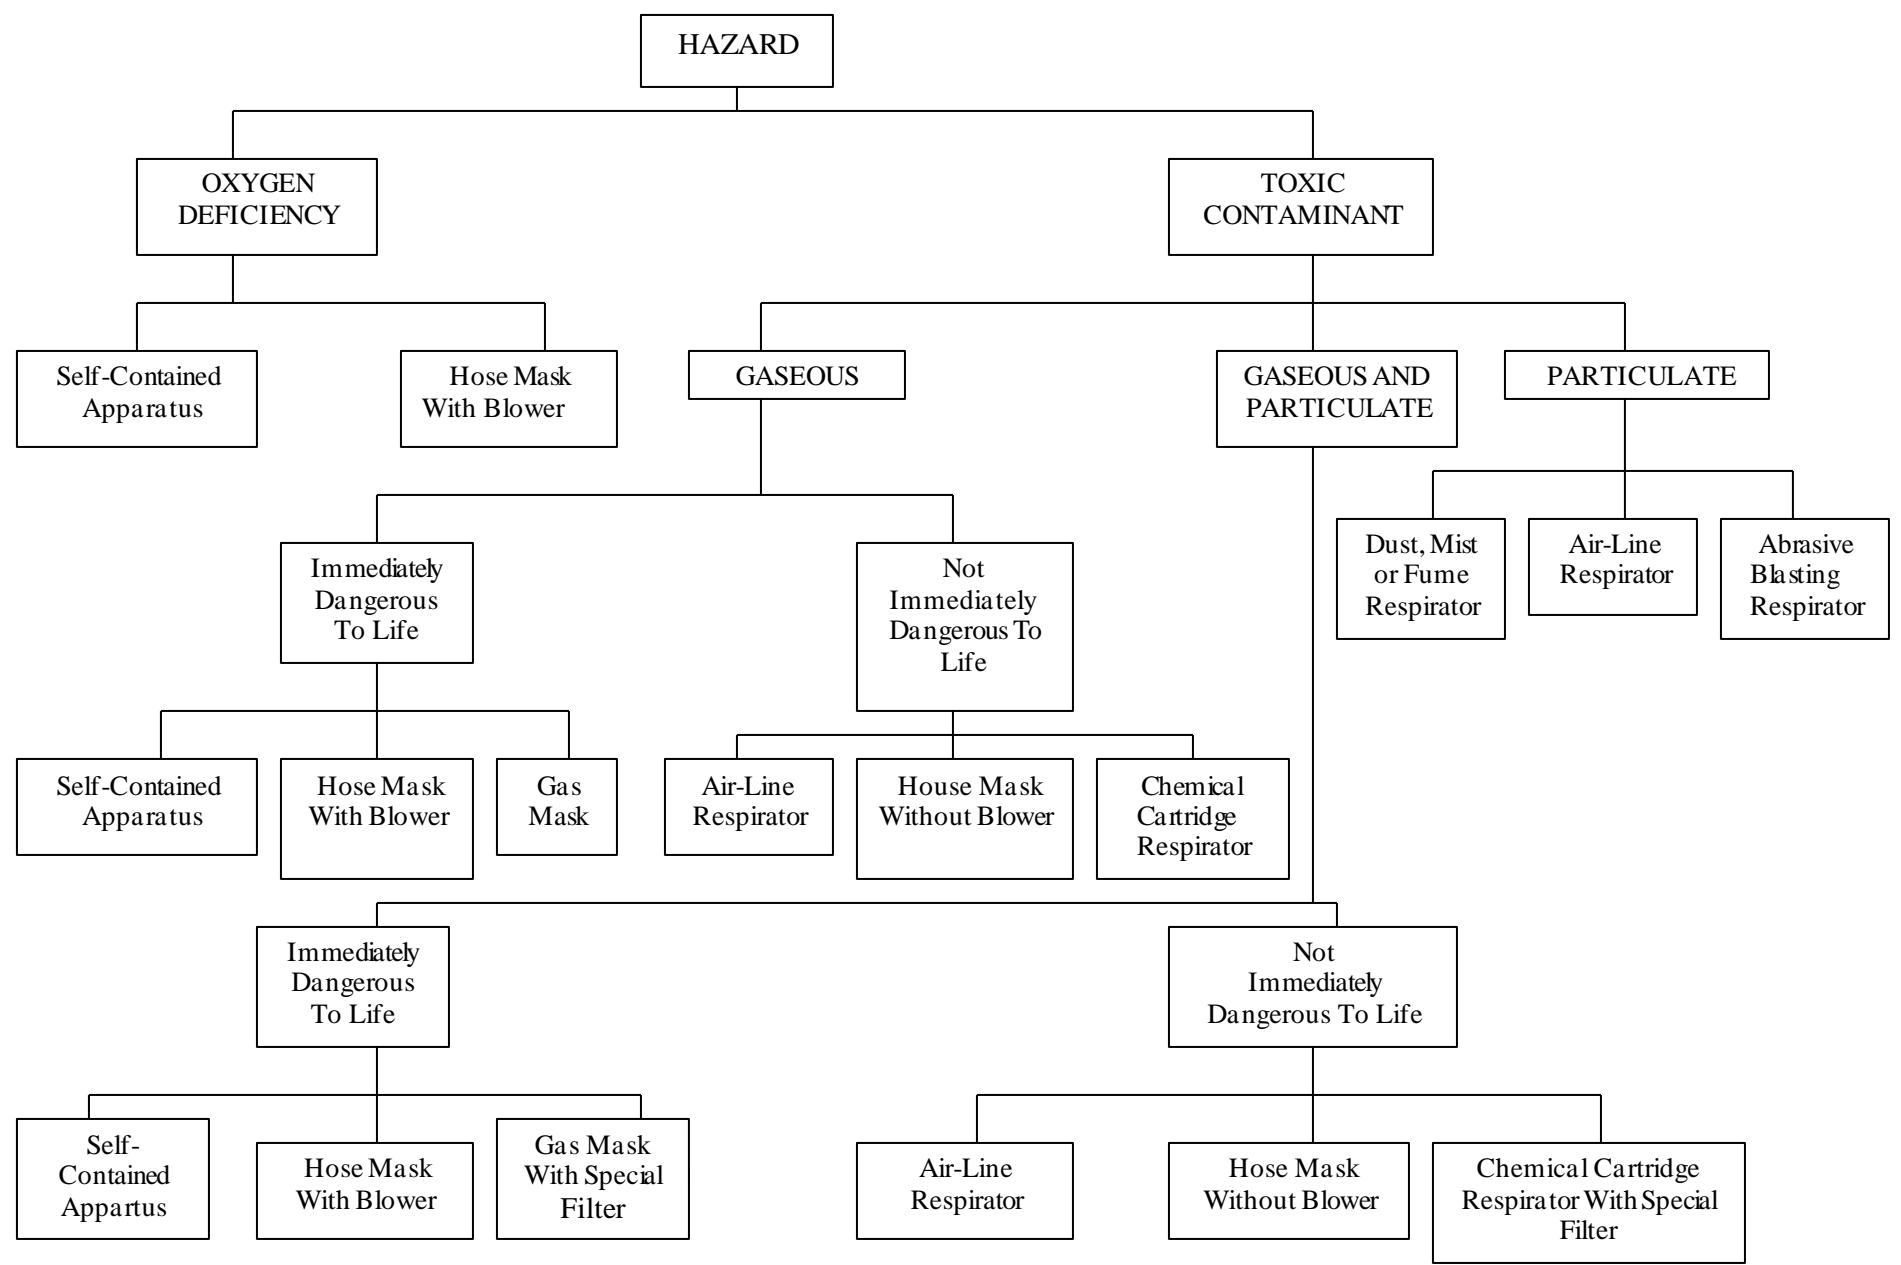 HAZARD
OXYGEN
DEFICIENCY
TOXIC
CONTAMINANT
Self-Contained
Apparatus
Hose Mask
With Blower
GASEOUS
GASEOUS AND
PARTICULATE
PARTICULATE
Immediately
Dangerous
To Life
Not
Immediately
Dangerous To
Life
Dust, Mist
or Fume
Respirator
Air-Line
Respirator
Abrasive
Blasting
Respirator
Self-Contained
Apparatus
Hose Mask
With Blower
Gas
Mask
Air-Line
Respirator
House Mask
Without Blower
Chemical
Cartridge
Respirator
Immediately
Dangerous
To Life
Not
Immediately
Dangerous To Life
Self-
Contained
Appartus
Hose Mask
With Blower
Gas Mask
With Special
Filter
Air-Line
Respirator
Hose Mask
Without Blower
Chemical Cartridge
Respirator With Special
Filter